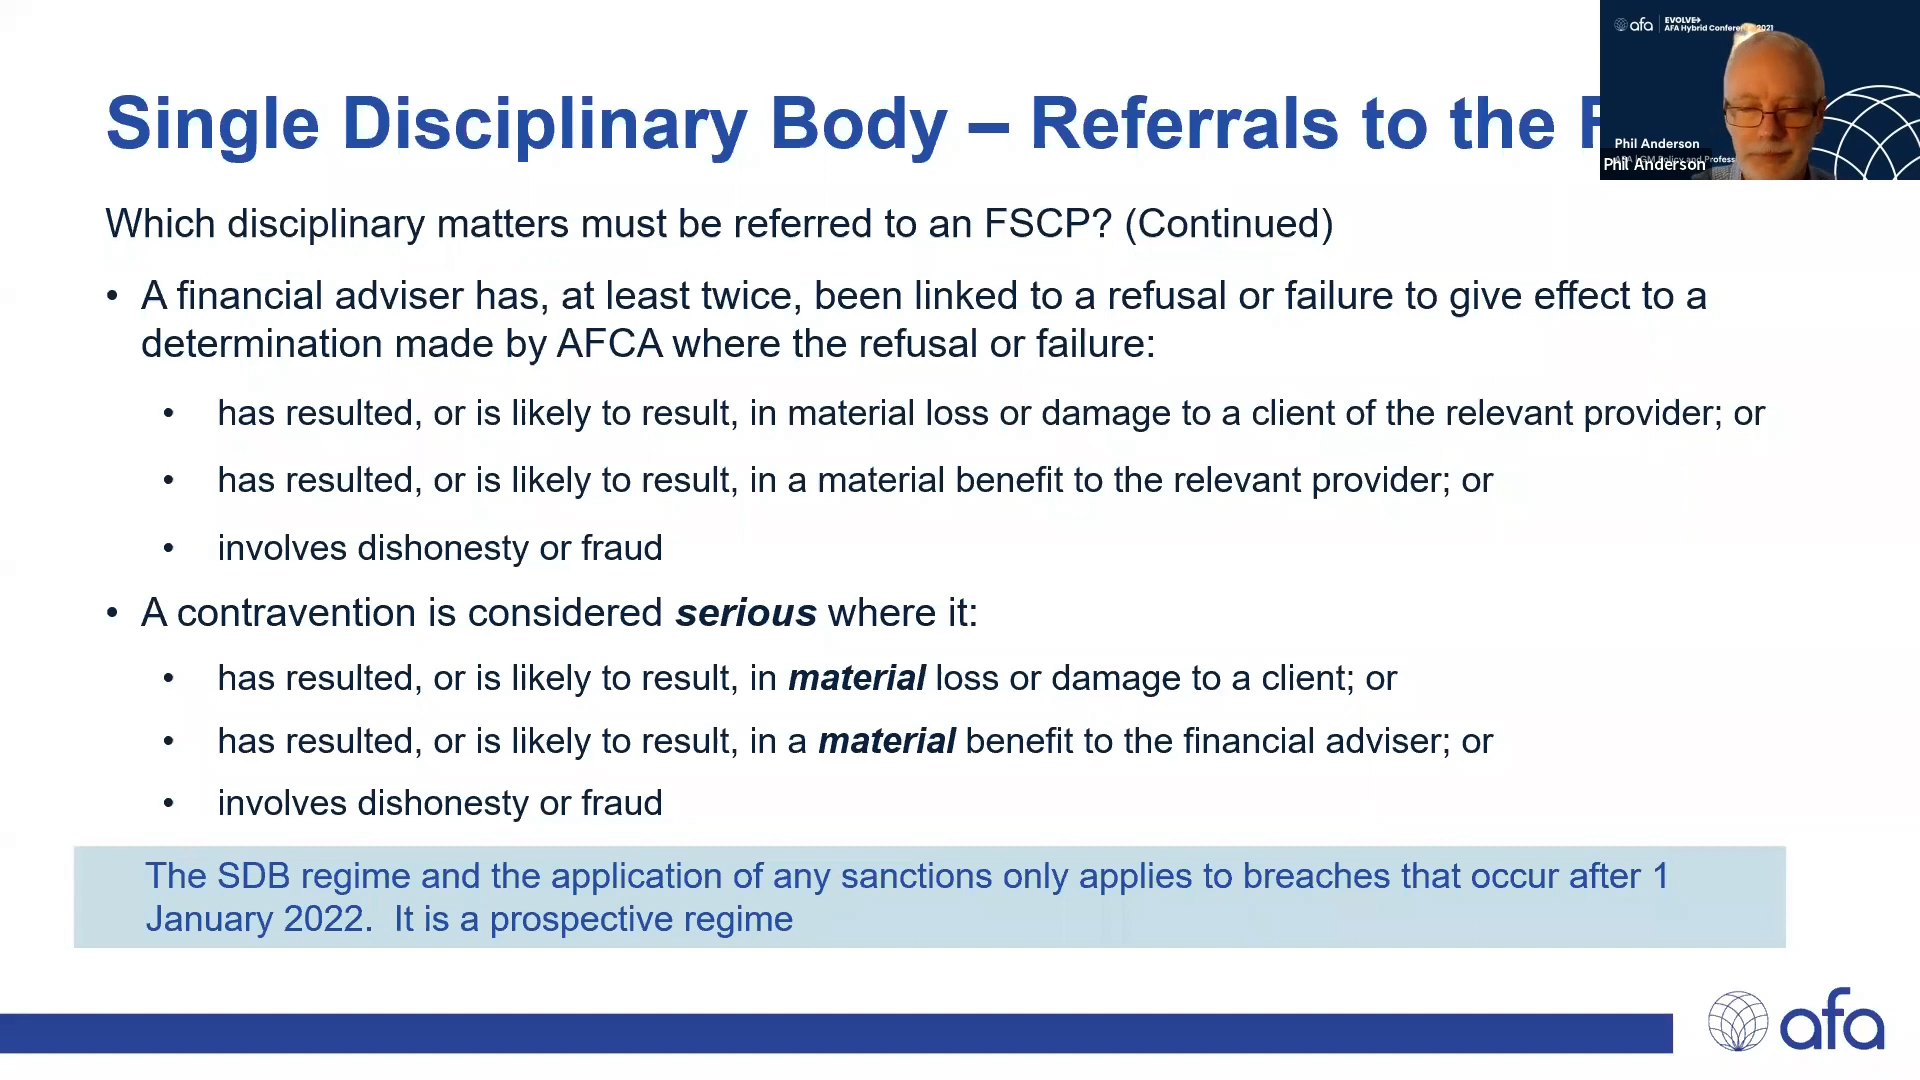 Single Disciplinary Body – Referrals to the F
afa
EVOLVE
AFA Hybrid Conference 2021
Phil Anderson
Phil Anderson
Which disciplinary matters must be referred to an FSCP? (Continued)
• A financial adviser has, at least twice, been linked to a refusal or failure to give effect to a
determination made by AFCA where the refusal or failure:
• has resulted, or is likely to result, in material loss or damage to a client of the relevant provider; or
• has resulted, or is likely to result, in a material benefit to the relevant provider; or
• involves dishonesty or fraud
• A contravention is considered serious where it:
• has resulted, or is likely to result, in material loss or damage to a client; or
• has resulted, or is likely to result, in a material benefit to the financial adviser; or
• involves dishonesty or fraud
The SDB regime and the application of any sanctions only applies to breaches that occur after 1
January 2022. It is a prospective regime
afa